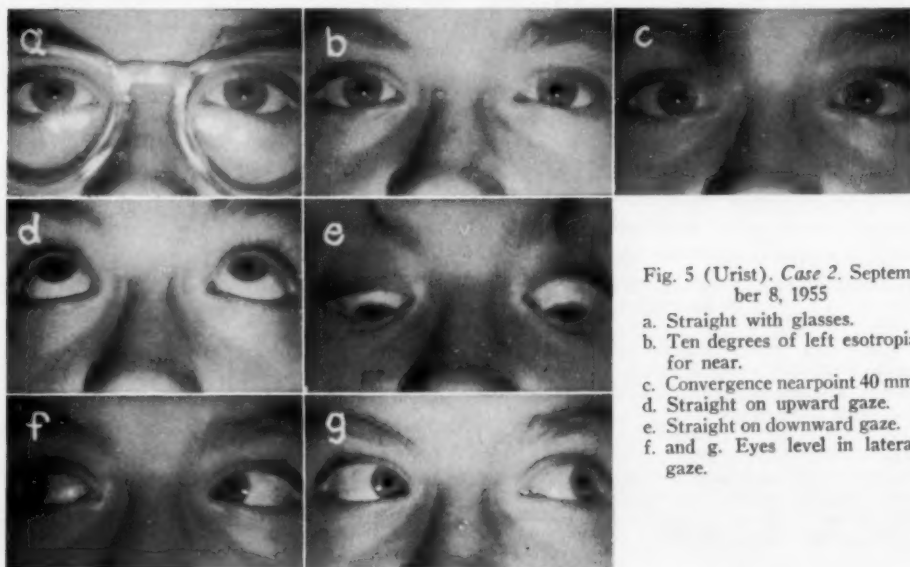 a
b
c
d
e
f
g
Fig. 5 (Urist). Case 2. Septem-
ber 8, 1955
a. Straight with glasses.
b. Ten degrees of left esotropia
for near.
c. Convergence nearpoint 40 mm
d. Straight on upward gaze.
e. Straight on downward gaze.
f. and g. Eyes level in latera
gaze.